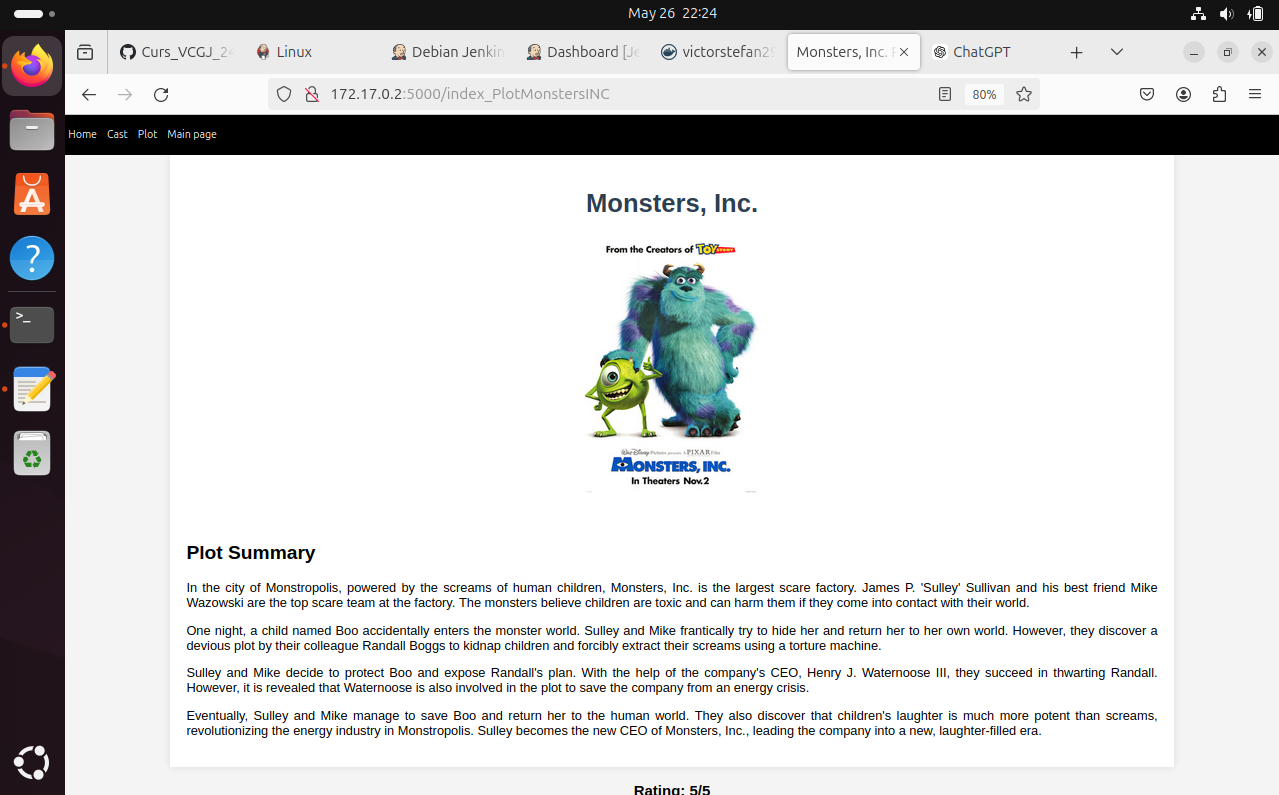 May 26 22:24
Curs_VCGJ_24
Linux
Debian Jenkin
Dashboard [Je
victorstefan29
Monsters, Inc. P
ChatGPT
172.17.0.2:5000/index_PlotMonstersINC
80%
Home Cast Plot Main page
Monsters, Inc.
From the Creators of TOY STORY
WALT DISNEY PICTURES presents A PIXAR Film
MONSTERS, INC.
In Theaters Nov.2
Plot Summary
In the city of Monstropolis, powered by the screams of human children, Monsters, Inc. is the largest scare factory. James P. 'Sulley' Sullivan and his best friend Mike
Wazowski are the top scare team at the factory. The monsters believe children are toxic and can harm them if they come into contact with their world.
One night, a child named Boo accidentally enters the monster world. Sulley and Mike frantically try to hide her and return her to her own world. However, they discover a
devious plot by their colleague Randall Boggs to kidnap children and forcibly extract their screams using a torture machine.
Sulley and Mike decide to protect Boo and expose Randall's plan. With the help of the company's CEO, Henry J. Waternoose III, they succeed in thwarting Randall.
However, it is revealed that Waternoose is also involved in the plot to save the company from an energy crisis.
Eventually, Sulley and Mike manage to save Boo and return her to the human world. They also discover that children's laughter is much more potent than screams,
revolutionizing the energy industry in Monstropolis. Sulley becomes the new CEO of Monsters, Inc., leading the company into a new, laughter-filled era.
Rating: 5/5